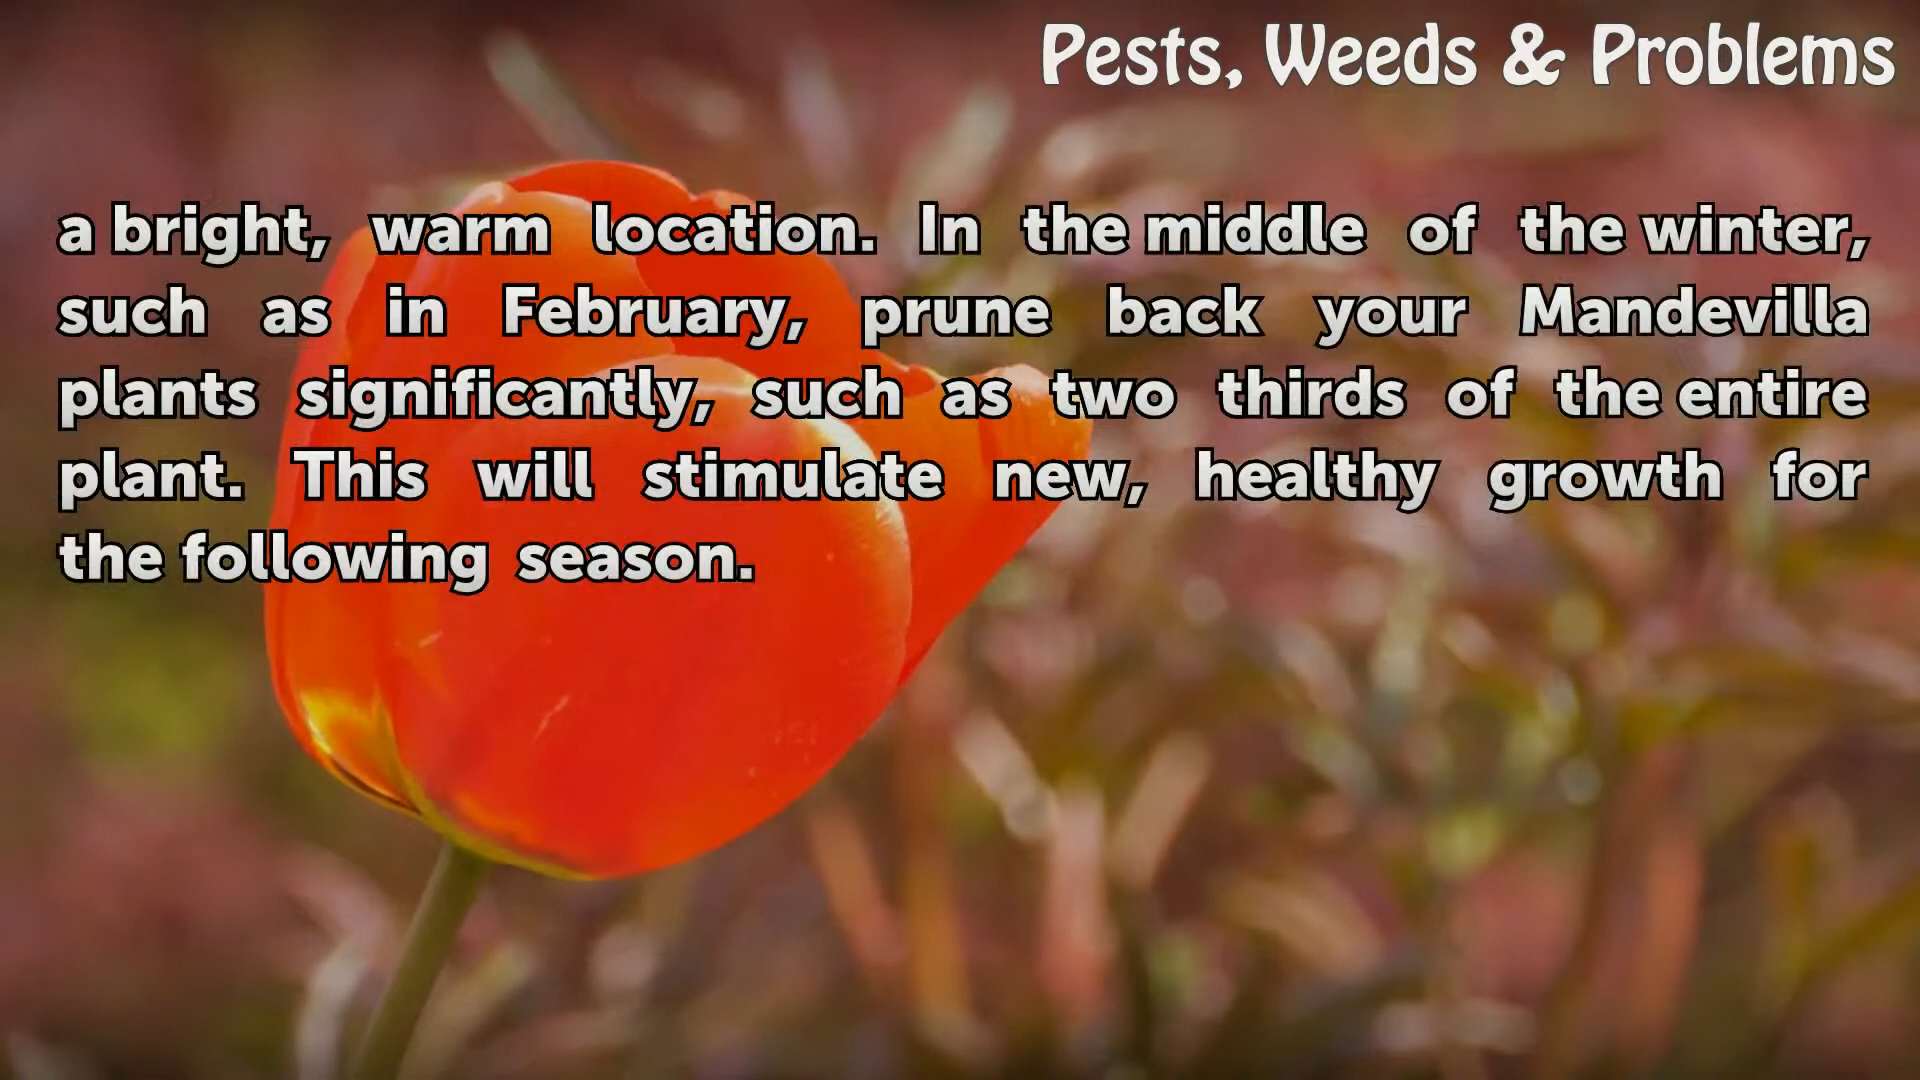 Pests, Weeds & Problems
a bright, warm location. In the middle of the winter,
such as in February, prune back your Mandevilla
plants significantly, such as two thirds of the entire
plant. This will stimulate new, healthy growth for
the following season.